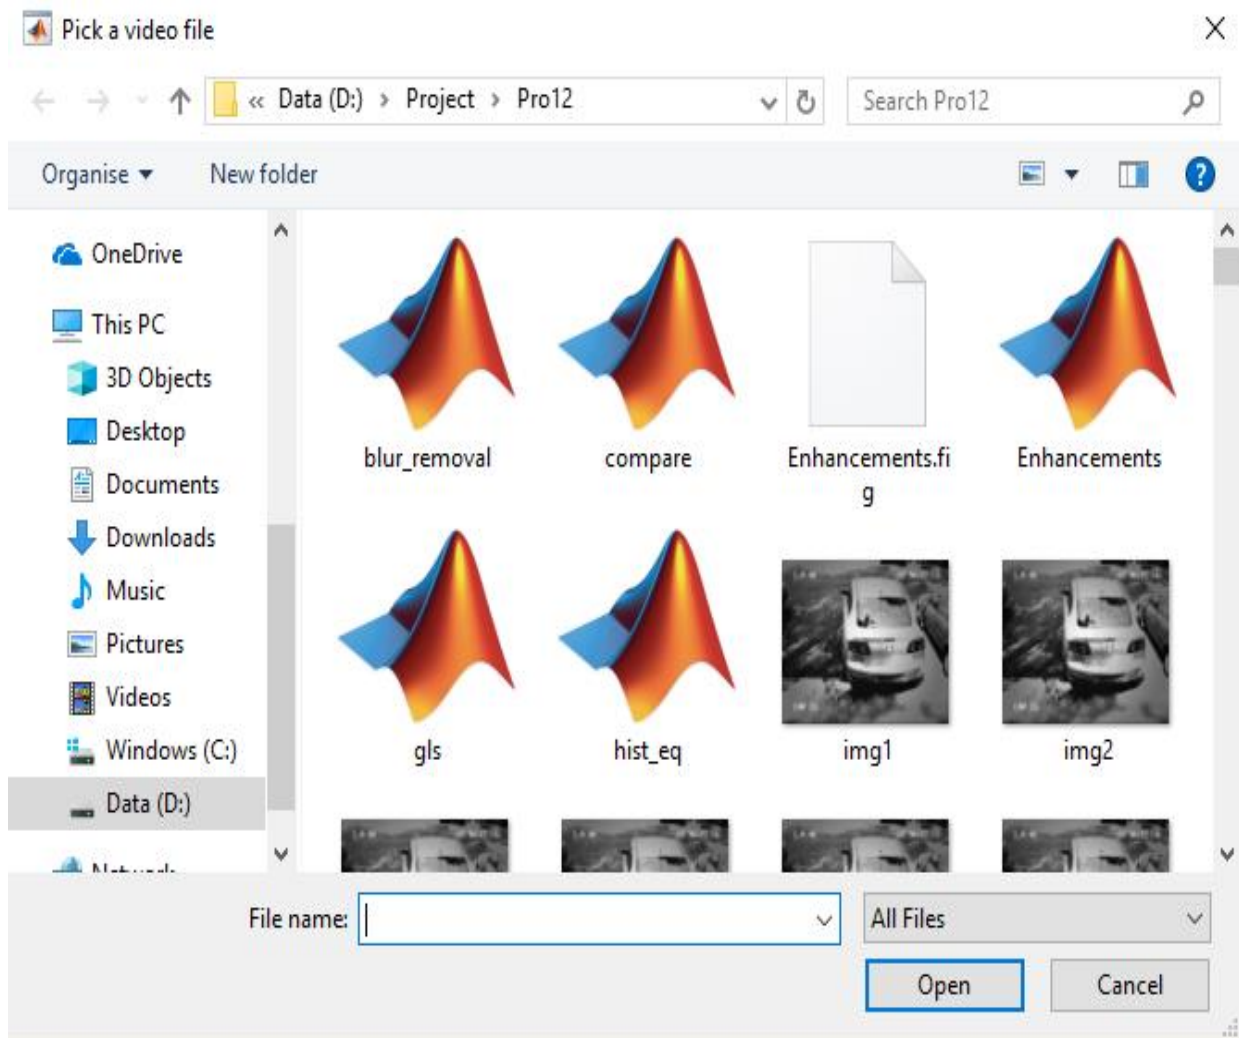 Pick a video file
« Data (D:) › Project › Pro12
Search Pro12
Organise
New folder
OneDrive
This PC
3D Objects
Desktop
Documents
Downloads
Music
Pictures
Videos
Windows (C:)
Data (D:)
Network
blur_removal
compare
Enhancements.fi
g
Enhancements
gls
hist_eq
img1
img2
File name:
All Files
Open
Cancel